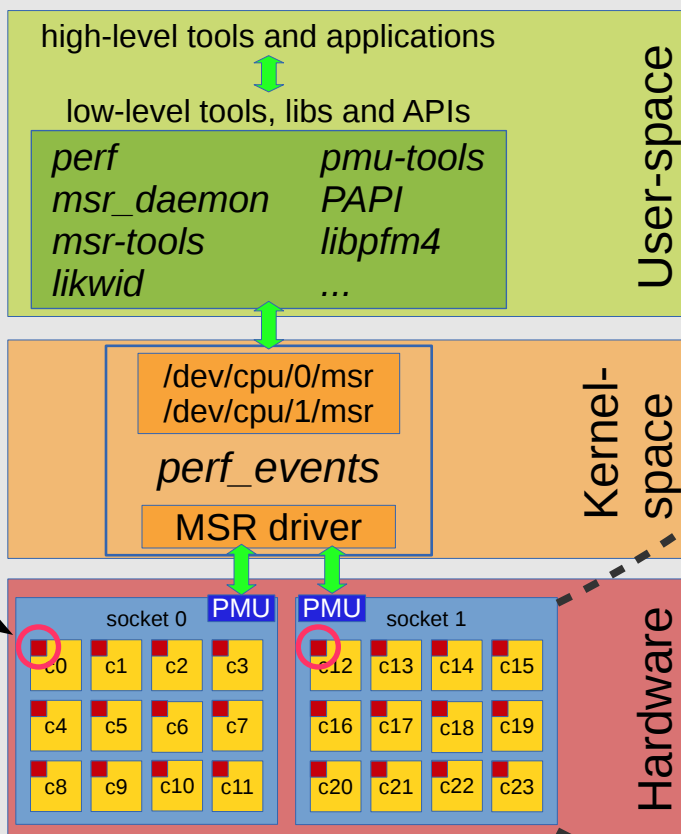 high-level tools and applications
low-level tools, libs and APIs
perf pmu-tools
msr_daemon PAPI
msr-tools libpfm4
likwid ...
User-space
/dev/cpu/0/msr
/dev/cpu/1/msr
perf_events
MSR driver
Kernel-
space
PMU PMU
socket 0 socket 1
c0 c1 c2 c3 c12 c13 c14 c15
c4 c5 c6 c7 c16 c17 c18 c19
c8 c9 c10 c11 c20 c21 c22 c23
Hardware